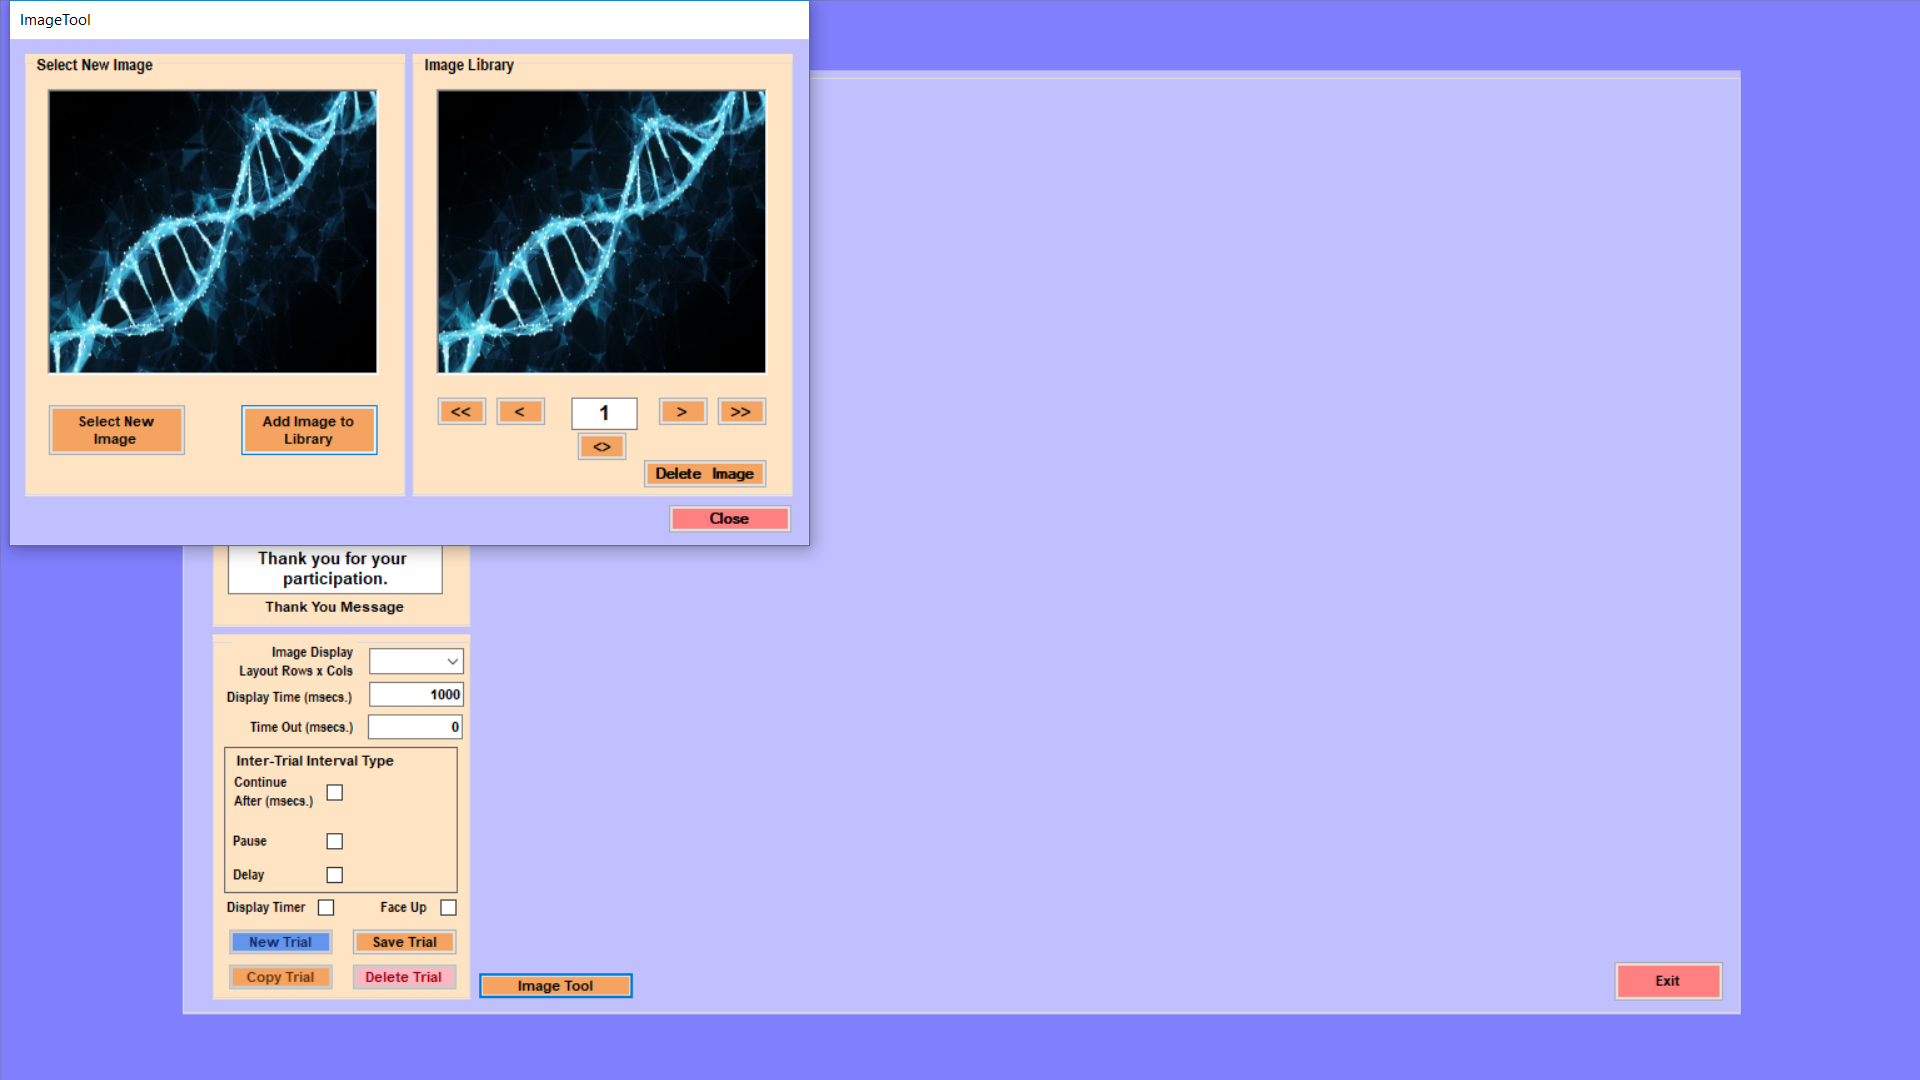 ImageTool
Select New Image
Image Library
Select New
Image
Add Image to
Library
<<
<
1
>
>>
<>
Delete Image
Close
Thank you for your
participation.
Thank You Message
Image Display
Layout Rows x Cols
Display Time (msecs.)
1000
Time Out (msecs.)
0
Inter-Trial Interval Type
Continue
After (msecs.)
Pause
Delay
Display Timer
Face Up
New Trial
Save Trial
Copy Trial
Delete Trial
Image Tool
Exit